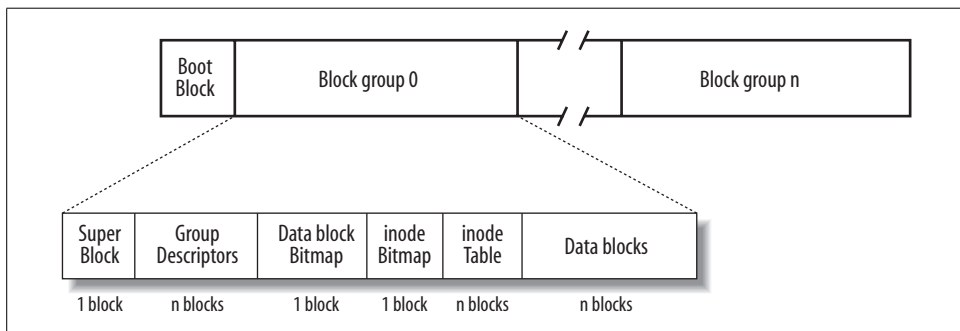 Boot
Block
Block group 0
Block group n
Super
Block
Group
Descriptors
Data block
Bitmap
inode
Bitmap
inode
Table
Data blocks
1 block
n blocks
1 block
1 block
n blocks
n blocks